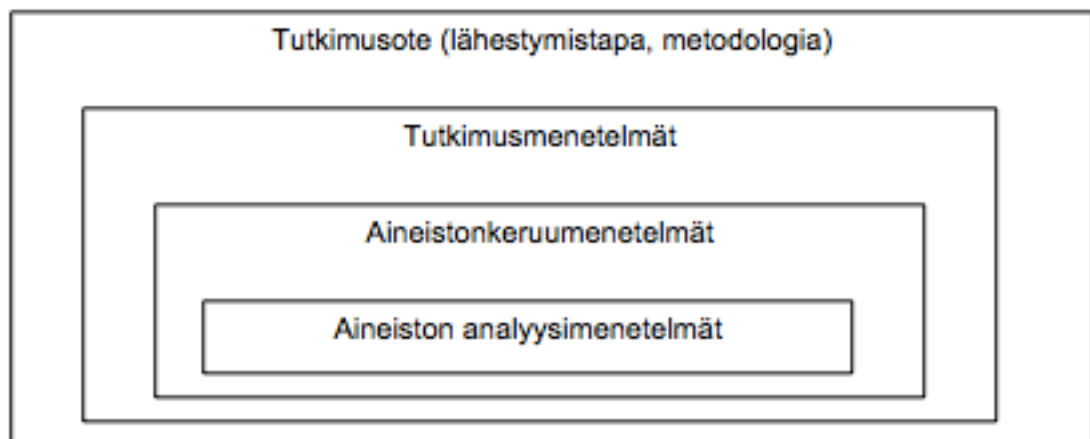 Tutkimusote (lähestymistapa, metodologia)
Tutkimusmenetelmät
Aineistonkeruumenetelmät
Aineiston analyysimenetelmät